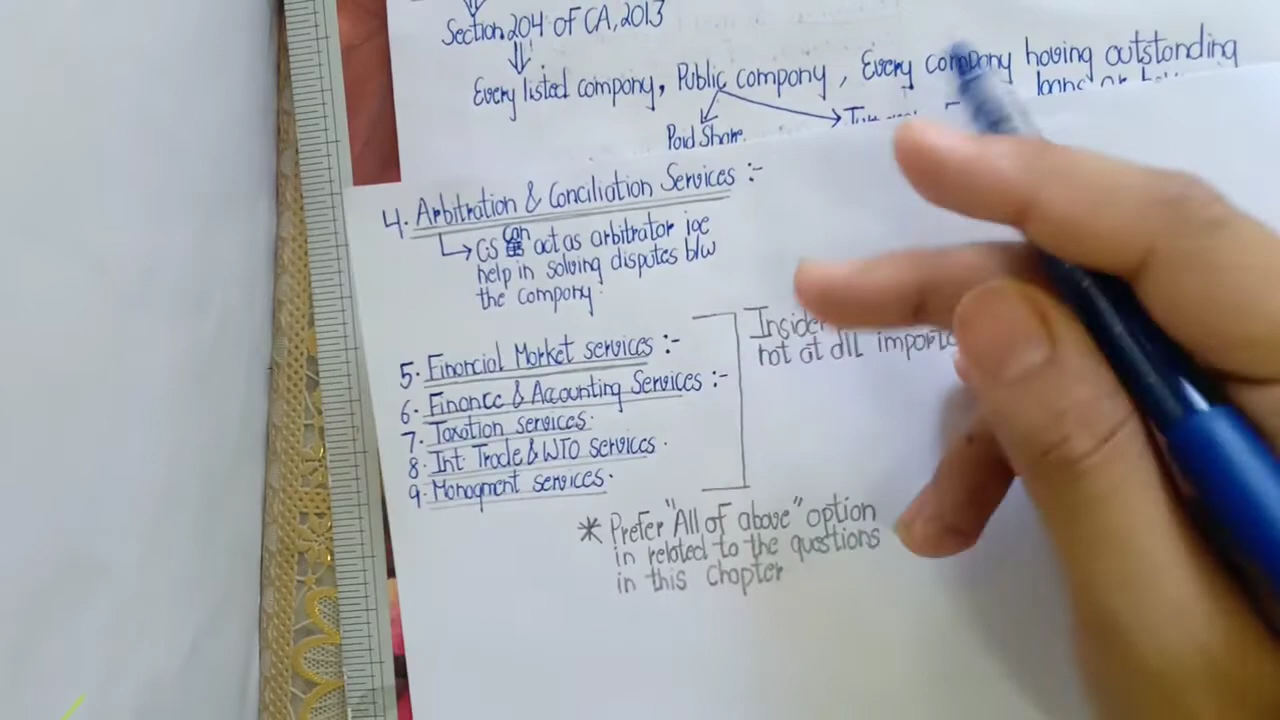 Section 204 of CA, 2013
Every listed company, Public company, Every company having outstanding
Paid Share.
4. Arbitration & Conciliation Services :-
CS can act as arbitrator ige
help in solving disputes b/w
the company.
5. Financial Market services :-
6. Finance & Accounting Services :-
7. Taxation services.
8. Int. Trade & WTO services.
9. Managment services.
Insider
not at all
* Prefer "All of above" option
in related to the questions
in this Chapter